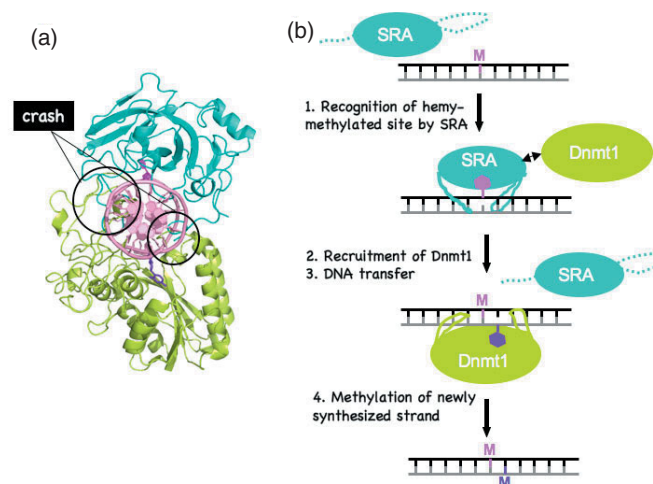 (a)
crash
(b)
SRA
M
1. Recognition of hemy-
methylated site by SRA
SRA
Dnmt1
2. Recruitment of Dnmt1
3. DNA transfer
SRA
M
Dnmt1
4. Methylation of newly
synthesized strand
M
M